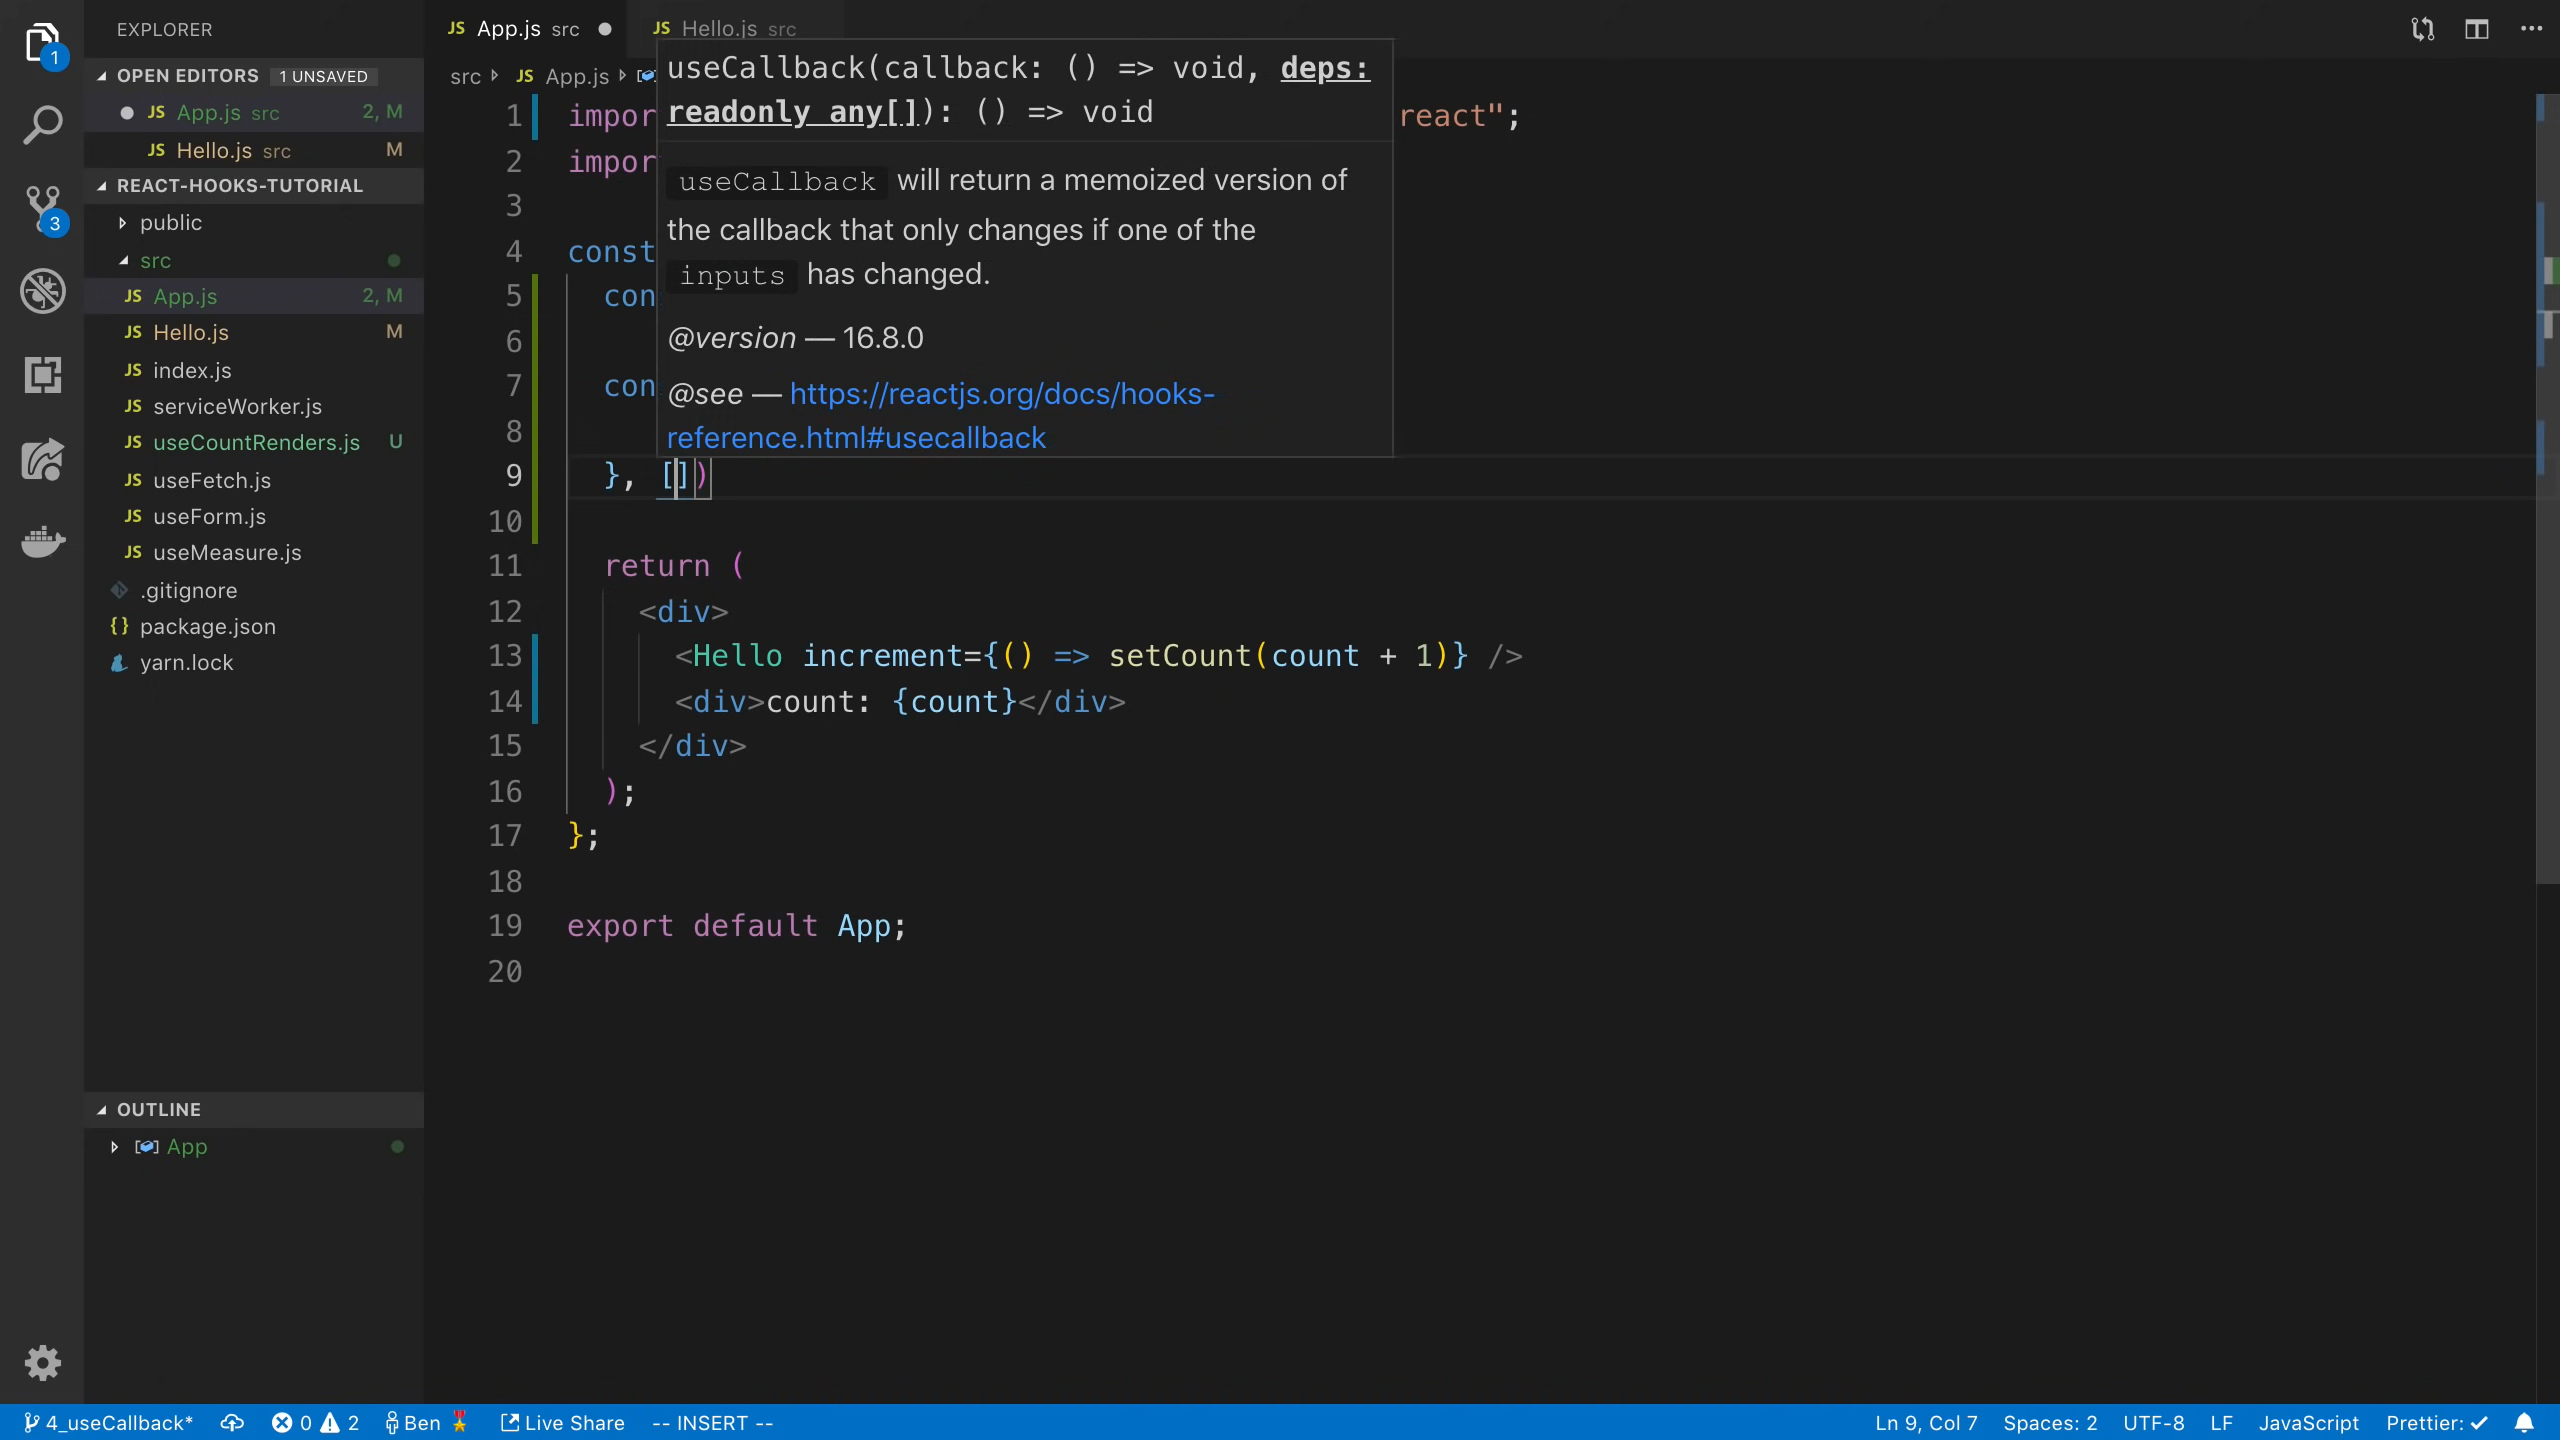 EXPLORER
OPEN EDITORS 1 UNSAVED
JS App.js src 2, M
JS Hello.js src M
REACT-HOOKS-TUTORIAL
public
src
JS App.js 2, M
JS Hello.js M
JS index.js
JS serviceWorker.js
JS useCountRenders.js U
JS useFetch.js
JS useForm.js
JS useMeasure.js
.gitignore
{} package.json
yarn.lock
OUTLINE
App
1
3
JS App.js src
JS Hello.js src
src JS App.js
useCallback(callback: () => void, deps:
readonly any[]): () => void
useCallback will return a memoized version of
the callback that only changes if one of the
inputs has changed.
@version — 16.8.0
@see — https://reactjs.org/docs/hooks-
reference.html#usecallback
1 impor react";
2 impor
3
4 const
5 con
6
7 con
8
9 }, [])
10
11 return (
12 <div>
13 <Hello increment={() => setCount(count + 1)} />
14 <div>count: {count}</div>
15 </div>
16 );
17 };
18
19 export default App;
20
4_useCallback* 0 2 Ben Live Share -- INSERT -- Ln 9, Col 7 Spaces: 2 UTF-8 LF JavaScript Prettier: ✓